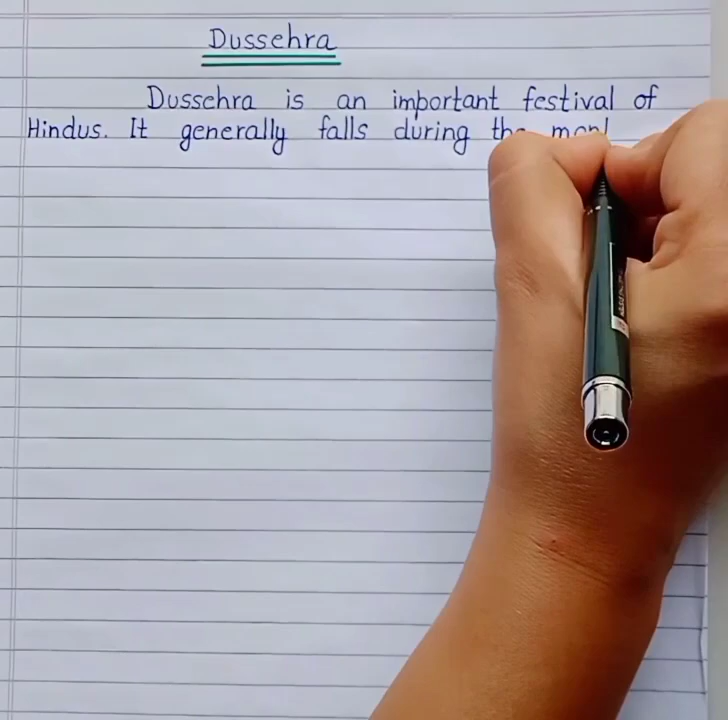 Dussehra
Dussehra is an important festival of
Hindus. It generally falls during the